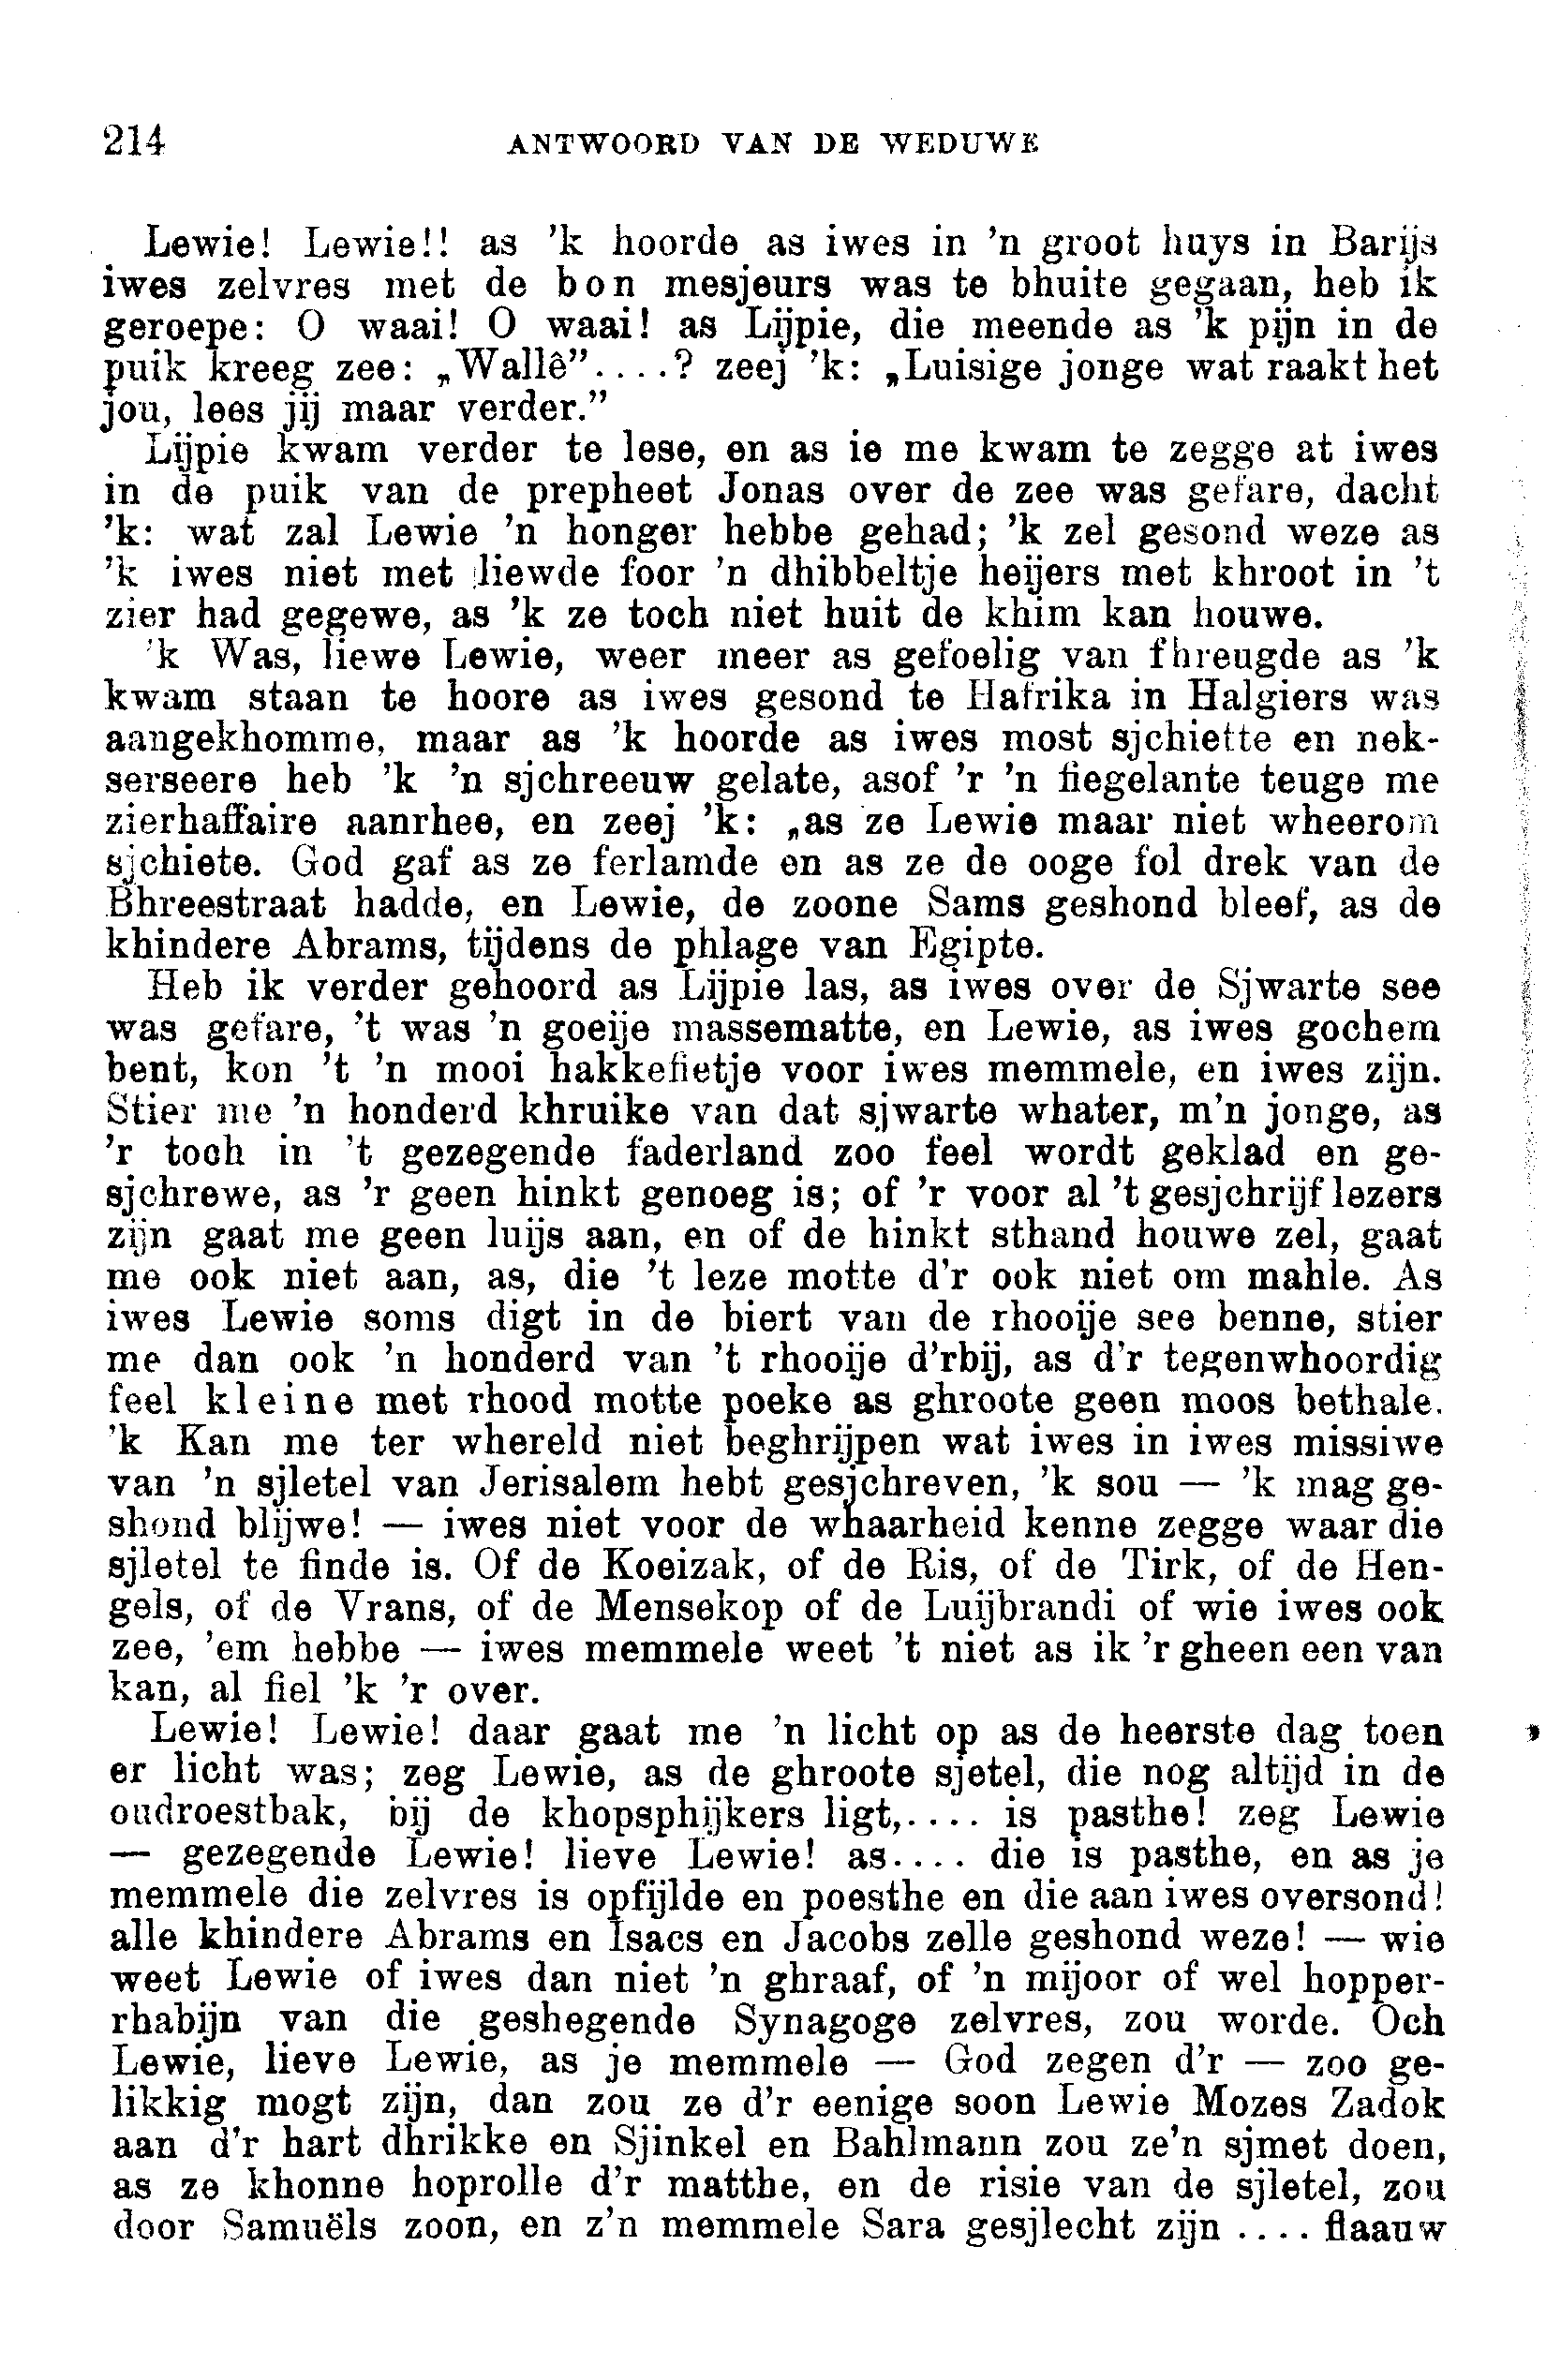 214 ANTWOORD VAN DE WEDUWE
Lewie! Lewie!! as 'k hoorde as iwes in 'n groot huys in Barijs
iwes zelvres met de bon mesjeurs was te bhuite gegaan, heb ik
geroepe: O waai! O waai! as Lijpie, die meende as 'k pijn in de
puik kreeg zee: „Wallê”....? zeej 'k: „Luisige jonge wat raakt het
jou, lees jij maar verder.”
Lijpie kwam verder te lese, en as ie me kwam te zegge at iwes
in de puik van de prepheet Jonas over de zee was gefare, dacht
'k: wat zal Lewie 'n honger hebbe gehad; 'k zel gesond weze as
'k iwes niet met liewde foor 'n dhibbeltje heijers met khroot in 't
zier had gegewe, as 'k ze toch niet huit de khim kan houwe.
'k Was, liewe Lewie, weer meer as gefoelig van fhreugde as 'k
kwam staan te hoore as iwes gesond te Hafrika in Halgiers was
aangekhomme, maar as 'k hoorde as iwes most sjchiette en nek-
serseere heb 'k 'n sjchreeuw gelate, asof 'r 'n fiegelante teuge me
zierhaffaire aanrhee, en zeej 'k: „as ze Lewie maar niet wheerom
sjchiete. God gaf as ze ferlamde en as ze de ooge fol drek van de
Bhreestraat hadde, en Lewie, de zoone Sams geshond bleef, as de
khindere Abrams, tijdens de phlage van Egipte.
Heb ik verder gehoord as Lijpie las, as iwes over de Sjwarte see
was gefare, 't was 'n goeije massematte, en Lewie, as iwes gochem
bent, kon 't 'n mooi hakkefietje voor iwes memmele, en iwes zijn.
Stier me 'n honderd khruike van dat sjwarte whater, m'n jonge, as
'r toch in 't gezegende faderland zoo feel wordt geklad en ge-
sjchrewe, as 'r geen hinkt genoeg is; of 'r voor al 't gesjchrijf lezers
zijn gaat me geen luijs aan, en of de hinkt sthand houwe zel, gaat
me ook niet aan, as, die 't leze motte d'r ook niet om mahle. As
iwes Lewie soms digt in de biert van de rhooije see benne, stier
me dan ook 'n honderd van 't rhooije d'rbij, as d'r tegenwhoordig
feel kleine met rhood motte poeke as ghroote geen moos bethale.
'k Kan me ter whereld niet beghrijpen wat iwes in iwes missiwe
van 'n sjletel van Jerisalem hebt gesjchreven, 'k sou — 'k mag ge-
shond blijwe! — iwes niet voor de whaarheid kenne zegge waar die
sjletel te finde is. Of de Koeizak, of de Ris, of de Tirk, of de Hen-
gels, of de Vrans, of de Mensekop of de Luijbrandi of wie iwes ook
zee, 'em hebbe — iwes memmele weet 't niet as ik 'r gheen een van
kan, al fiel 'k 'r over.
Lewie! Lewie! daar gaat me 'n licht op as de heerste dag toen
er licht was; zeg Lewie, as de ghroote sjetel, die nog altijd in de
oudroestbak, bij de khopsphijkers ligt,.... is pasthe! zeg Lewie
— gezegende Lewie! lieve Lewie! as.... die is pasthe, en as je
memmele die zelvres is opfijlde en poesthe en die aan iwes oversond!
alle khindere Abrams en Isacs en Jacobs zelle geshond weze! — wie
weet Lewie of iwes dan niet 'n ghraaf, of 'n mijoor of wel hopper-
rhabijn van die geshegende Synagoge zelvres, zou worde. Och
Lewie, lieve Lewie, as je memmele — God zegen d'r — zoo ge-
likkig mogt zijn, dan zou ze d'r eenige soon Lewie Mozes Zadok
aan d'r hart dhrikke en Sjinkel en Bahlmann zou ze'n sjmet doen,
as ze khonne hoprolle d'r matthe, en de risie van de sjletel, zou
door Samuëls zoon, en z'n memmele Sara gesjlecht zijn .... flaauw